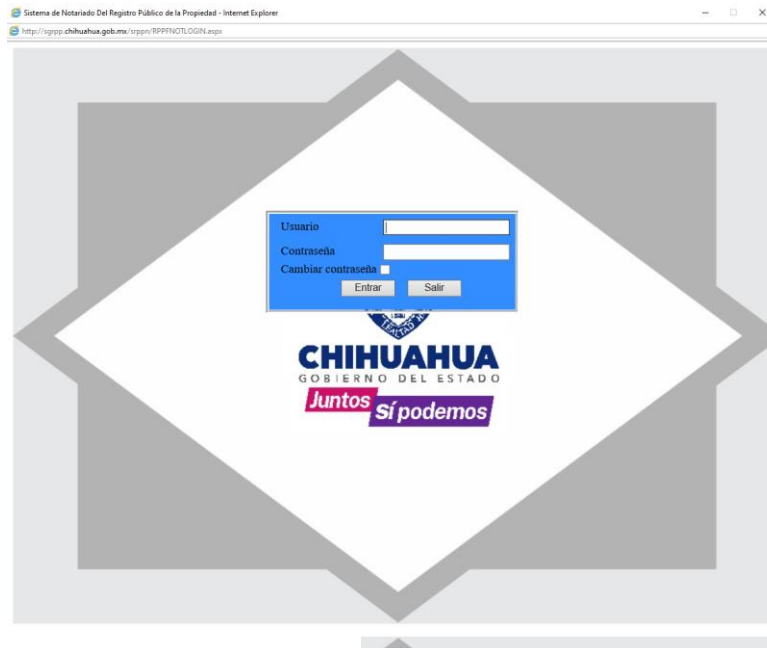 Sistema de Notariado Del Registro Público de la Propiedad - Internet Explorer
http://sgrpp.chihuahua.gob.mx/srppn/RPPFNOTLOGIN.aspx
Usuario
Contraseña
Cambiar contraseña
Entrar Salir
CHIHUAHUA
GOBIERNO DEL ESTADO
Juntos
Sí podemos